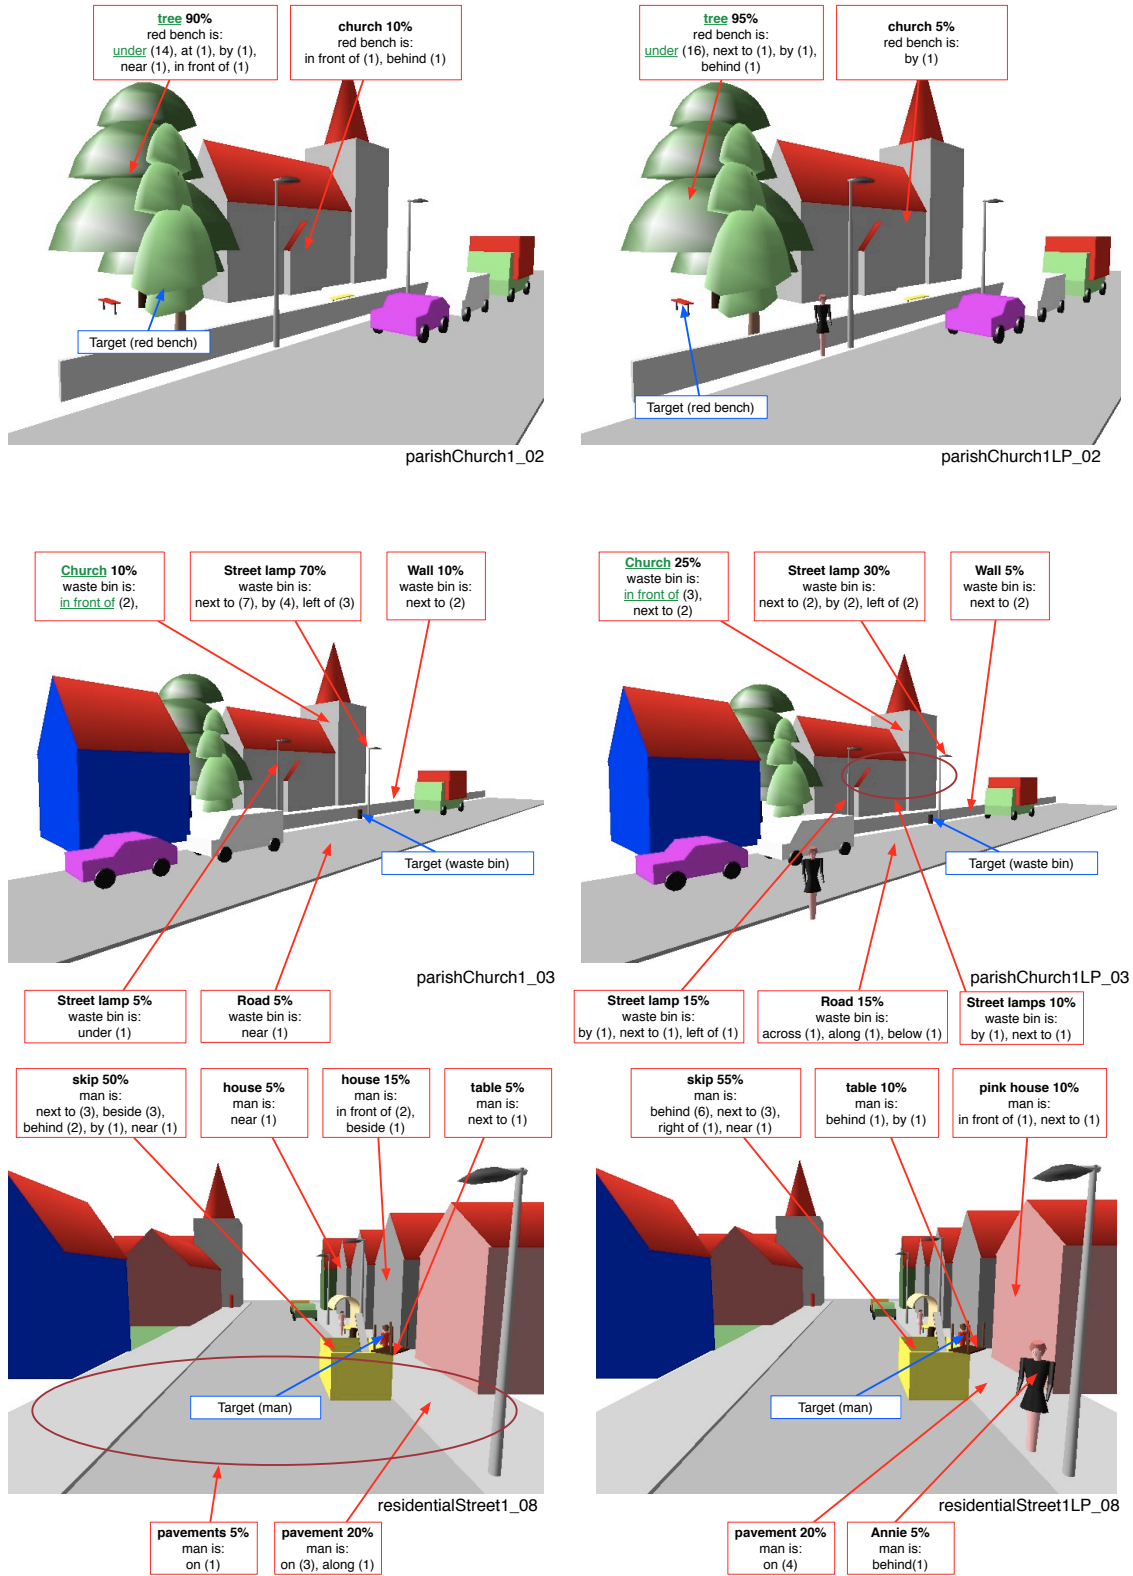 tree 90%
red bench is:
under (14), at (1), by (1),
near (1), in front of (1)
church 10%
red bench is:
in front of (1), behind (1)
Target (red bench)
parishChurch1_02
tree 95%
red bench is:
under (16), next to (1), by (1),
behind (1)
church 5%
red bench is:
by (1)
Target (red bench)
parishChurch1LP_02
Church 10%
waste bin is:
in front of (2),
Street lamp 70%
waste bin is:
next to (7), by (4), left of (3)
Wall 10%
waste bin is:
next to (2)
Target (waste bin)
parishChurch1_03
Street lamp 5%
waste bin is:
under (1)
Road 5%
waste bin is:
near (1)
Church 25%
waste bin is:
in front of (3),
next to (2)
Street lamp 30%
waste bin is:
next to (2), by (2), left of (2)
Wall 5%
waste bin is:
next to (2)
Target (waste bin)
parishChurch1LP_03
Street lamp 15%
waste bin is:
by (1), next to (1), left of (1)
Road 15%
waste bin is:
across (1), along (1), below (1)
Street lamps 10%
waste bin is:
by (1), next to (1)
skip 50%
man is:
next to (3), beside (3),
behind (2), by (1), near (1)
house 5%
man is:
near (1)
house 15%
man is:
in front of (2),
beside (1)
table 5%
man is:
next to (1)
Target (man)
residentialStreet1_08
pavements 5%
man is:
on (1)
pavement 20%
man is:
on (3), along (1)
skip 55%
man is:
behind (6), next to (3),
right of (1), near (1)
table 10%
man is:
behind (1), by (1)
pink house 10%
man is:
in front of (1), next to (1)
Target (man)
residentialStreet1LP_08
pavement 20%
man is:
on (4)
Annie 5%
man is:
behind(1)